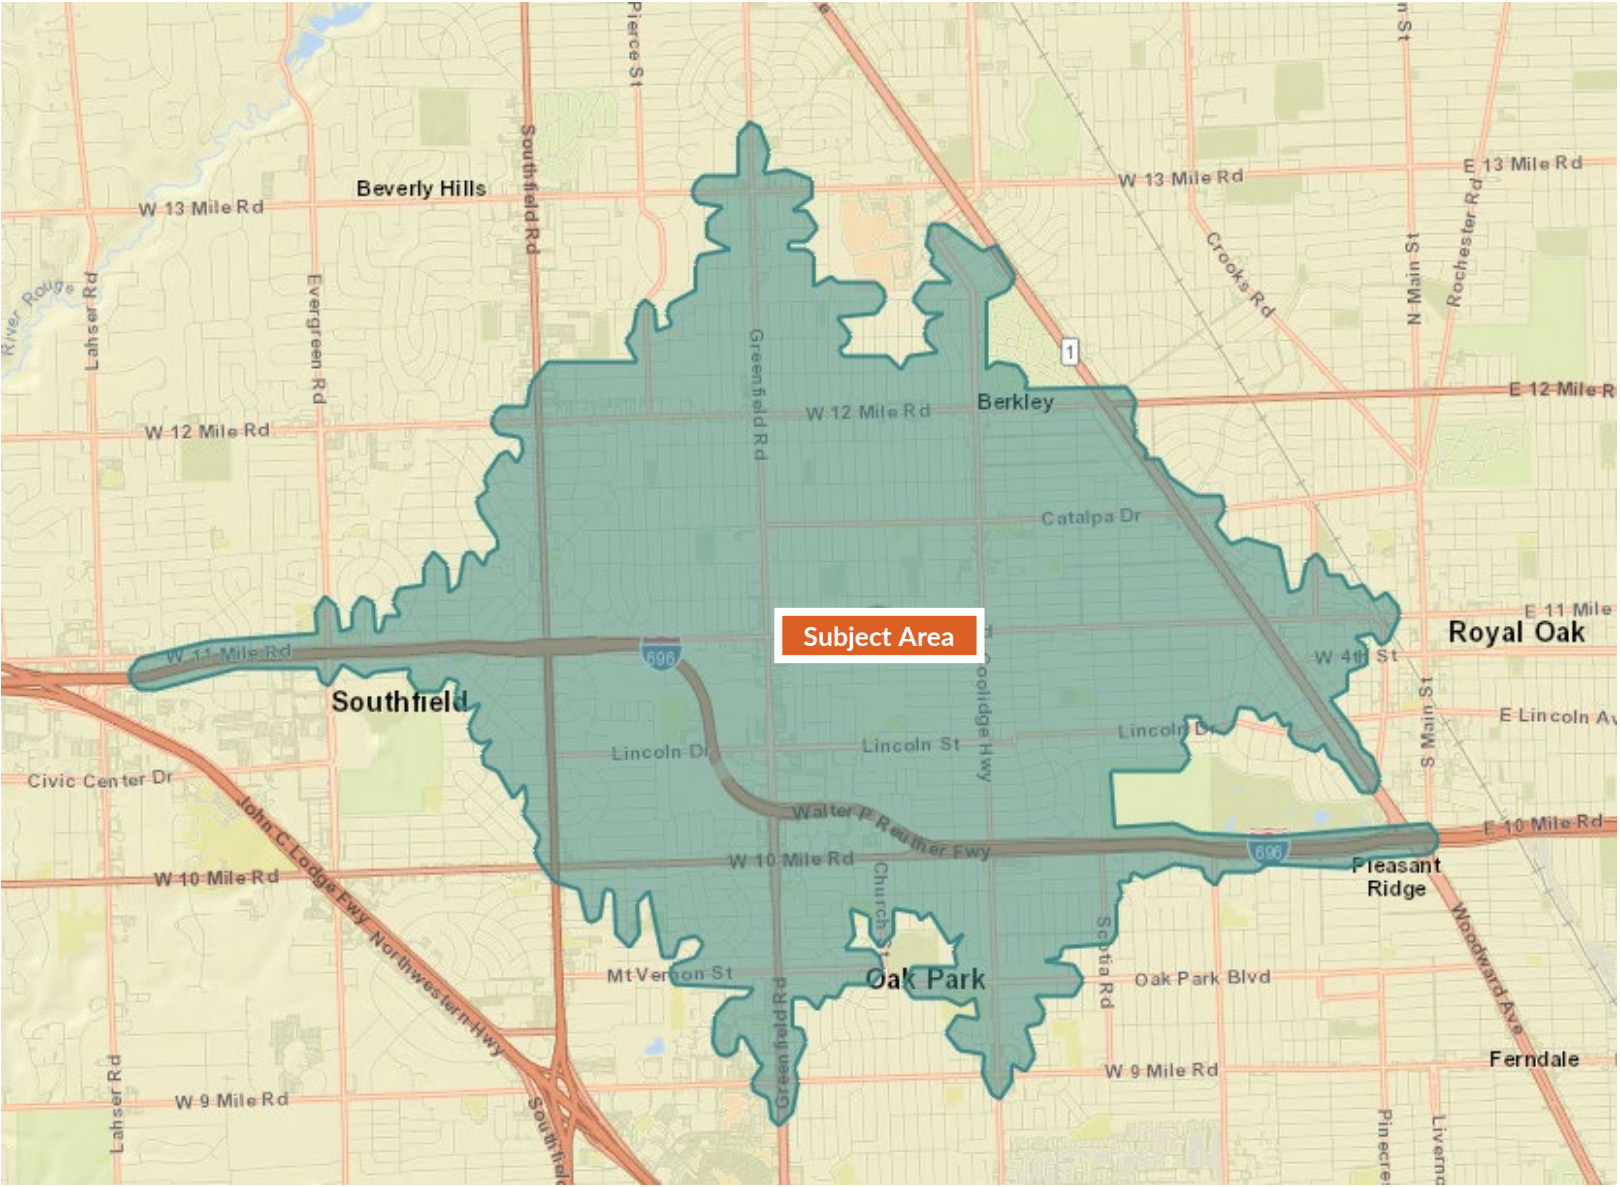 Pierce St
Southfield Rd
Beverly Hills
W 13 Mile Rd
W 13 Mile Rd
E 13 Mile Rd
Crooks Rd
N Main St
Rochester Rd
River Rouge
Lahser Rd
Evergreen Rd
Greenfield Rd
1
W 12 Mile Rd
W 12 Mile Rd
Berkley
E 12 Mile R
Catalpa Dr
Subject Area
E 11 Mile
Royal Oak
W 11 Mile Rd
696
W 4th St
Southfield
Coolidge Hwy
S Main St
Lincoln Dr
Lincoln St
Lincoln Dr
E Lincoln Av
Civic Center Dr
John C Lodge Fwy
Walter P Reuther Fwy
E 10 Mile Rd
696
W 10 Mile Rd
W 10 Mile Rd
Pleasant
Ridge
Church St
Scotia Rd
Woodward Ave
Northwestern Hwy
Mt Vernon St
Oak Park
Oak Park Blvd
Greenfield Rd
Ferndale
Lahser Rd
W 9 Mile Rd
W 9 Mile Rd
Southfield
Pinecres
Liverno